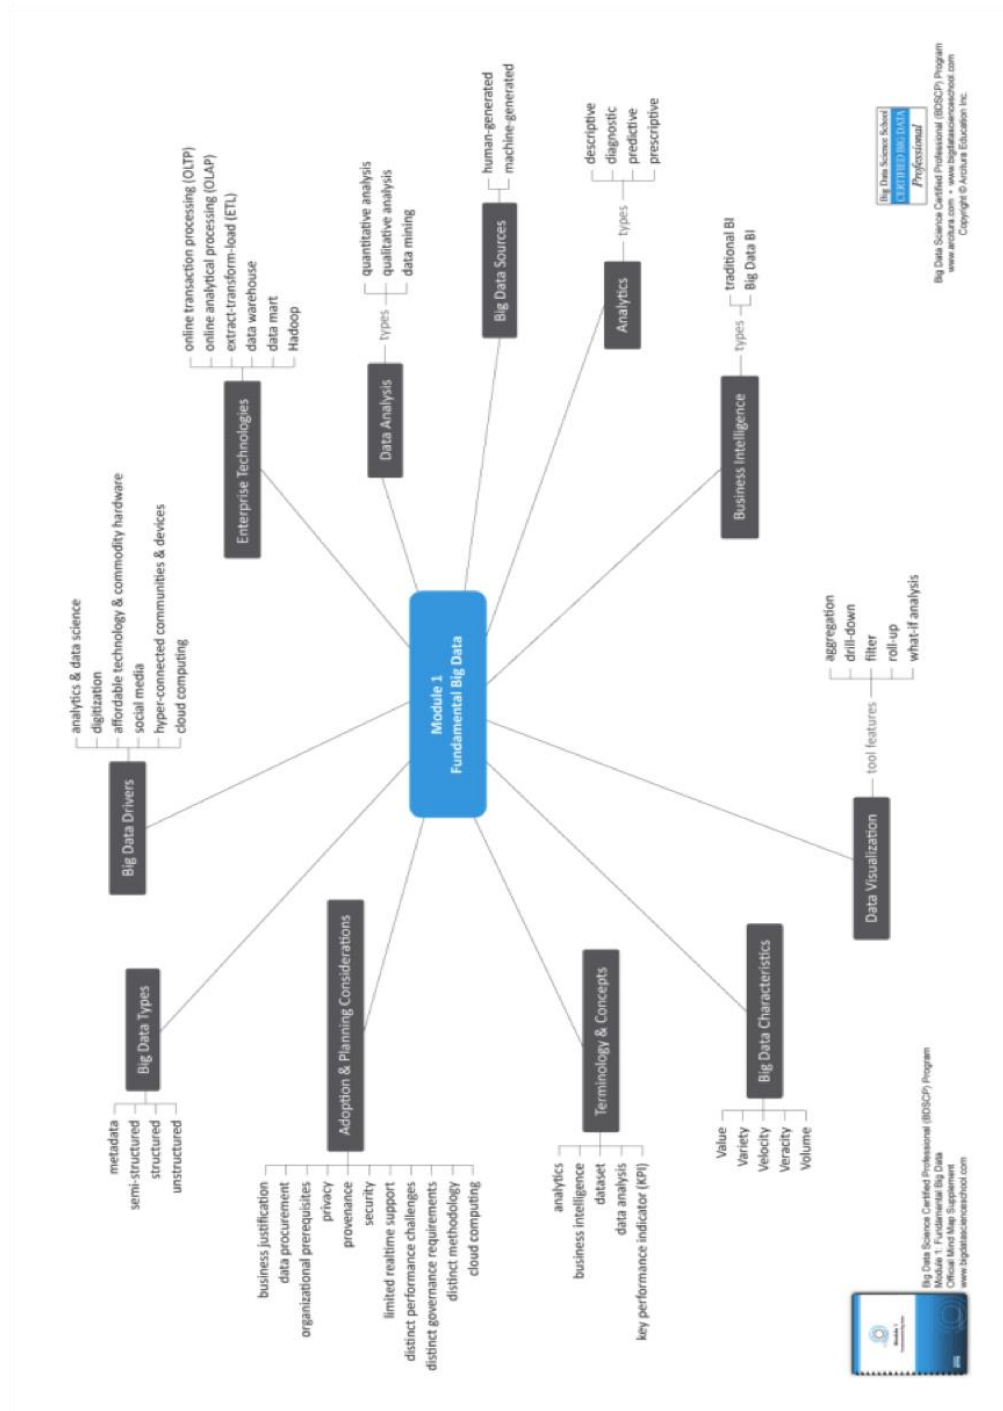 Module 1
Fundamental Big Data
Big Data Types
metadata
semi-structured
structured
unstructured
Big Data Drivers
analytics & data science
digitization
affordable technology & commodity hardware
social media
hyper-connected communities & devices
cloud computing
Enterprise Technologies
online transaction processing (OLTP)
online analytical processing (OLAP)
extract-transform-load (ETL)
data warehouse
data mart
Hadoop
Adoption & Planning Considerations
business justification
data procurement
organizational prerequisites
privacy
provenance
security
limited realtime support
distinct performance challenges
distinct governance requirements
distinct methodology
cloud computing
Data Analysis
types
quantitative analysis
qualitative analysis
data mining
Big Data Sources
human-generated
machine-generated
Terminology & Concepts
analytics
business intelligence
dataset
data analysis
key performance indicator (KPI)
Analytics
types
descriptive
diagnostic
predictive
prescriptive
Big Data Characteristics
Value
Variety
Velocity
Veracity
Volume
Business Intelligence
types
traditional BI
Big Data BI
Data Visualization
tool features
aggregation
drill-down
filter
roll-up
what-if analysis
Module 1
Big Data Science Certified Professional (BDSCP) Program
Module 1: Fundamental Big Data
Official Mind Map Supplement
www.bigdatascienceschool.com
Big Data Science School
CERTIFIED BIG DATA
Professional
Big Data Science Certified Professional (BDSCP) Program
www.arcitura.com • www.bigdatascienceschool.com
Copyright © Arcitura Education Inc.